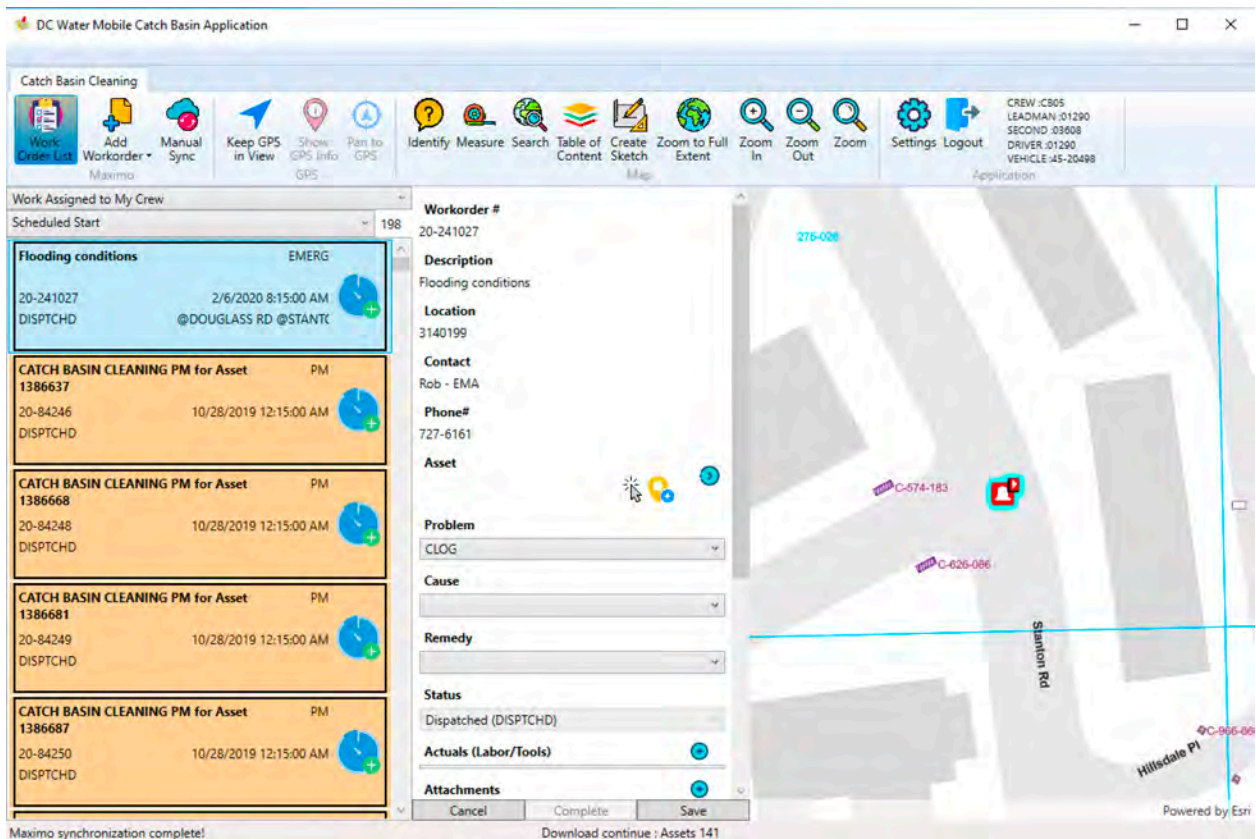 DC Water Mobile Catch Basin Application
Catch Basin Cleaning
Work Order List
Add Workorder
Manual Sync
Maximo
Keep GPS in View
Show GPS Info
Pan to GPS
GPS
Identify
Measure
Search
Table of Content
Create Sketch
Zoom to Full Extent
Zoom In
Zoom Out
Zoom
Map
Settings
Logout
CREW :CB05
LEADMAN :01290
SECOND :03608
DRIVER :01290
VEHICLE :45-20498
Application
Work Assigned to My Crew
Scheduled Start 198
Flooding conditions EMERG
20-241027 2/6/2020 8:15:00 AM
DISPTCHD @DOUGLASS RD @STANTO
CATCH BASIN CLEANING PM for Asset PM
1386637
20-84246 10/28/2019 12:15:00 AM
DISPTCHD
CATCH BASIN CLEANING PM for Asset PM
1386668
20-84248 10/28/2019 12:15:00 AM
DISPTCHD
CATCH BASIN CLEANING PM for Asset PM
1386681
20-84249 10/28/2019 12:15:00 AM
DISPTCHD
CATCH BASIN CLEANING PM for Asset PM
1386687
20-84250 10/28/2019 12:15:00 AM
DISPTCHD
Workorder #
20-241027
Description
Flooding conditions
Location
3140199
Contact
Rob - EMA
Phone#
727-6161
Asset
Problem
CLOG
Cause
Remedy
Status
Dispatched (DISPTCHD)
Actuals (Labor/Tools)
Attachments
Cancel Complete Save
276-026
C-574-183
C-626-086
Stanton Rd
Hillsdale Pl
Powered by Esri
Maximo synchronization complete!
Download continue : Assets 141